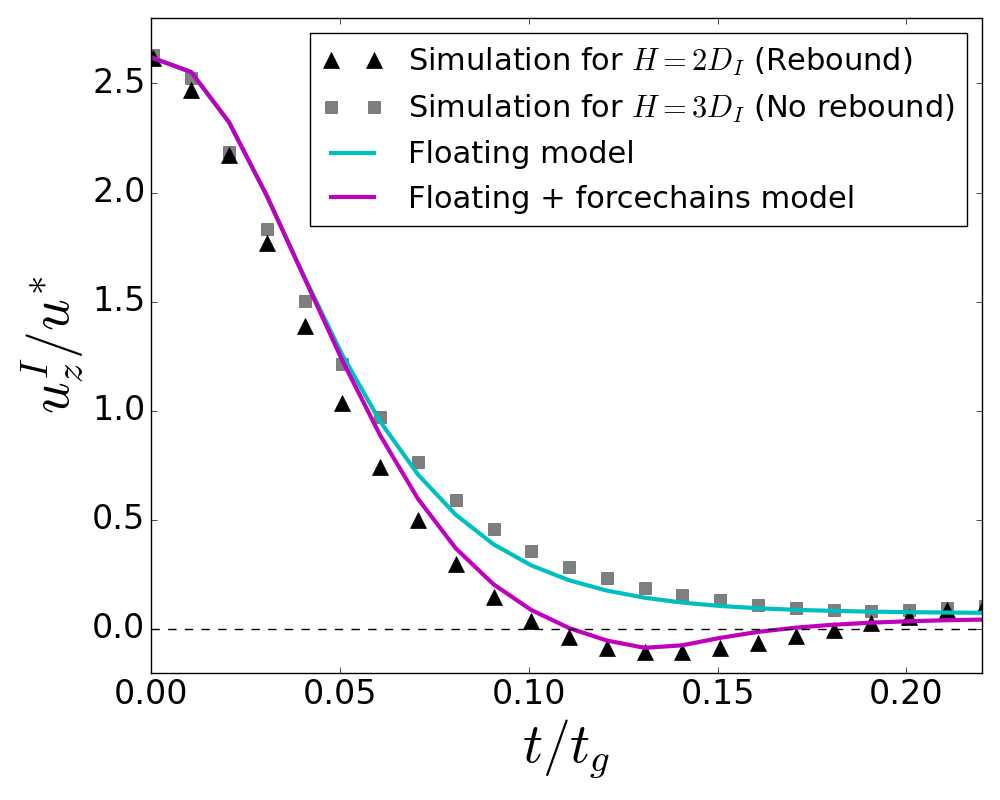 Simulation for $H = 2D_I$ (Rebound)
Simulation for $H = 3D_I$ (No rebound)
Floating model
Floating + forcechains model
2.5
2.0
1.5
1.0
0.5
0.0
$u_z^I/u^*$
0.00 0.05 0.10 0.15 0.20
$t/t_g$